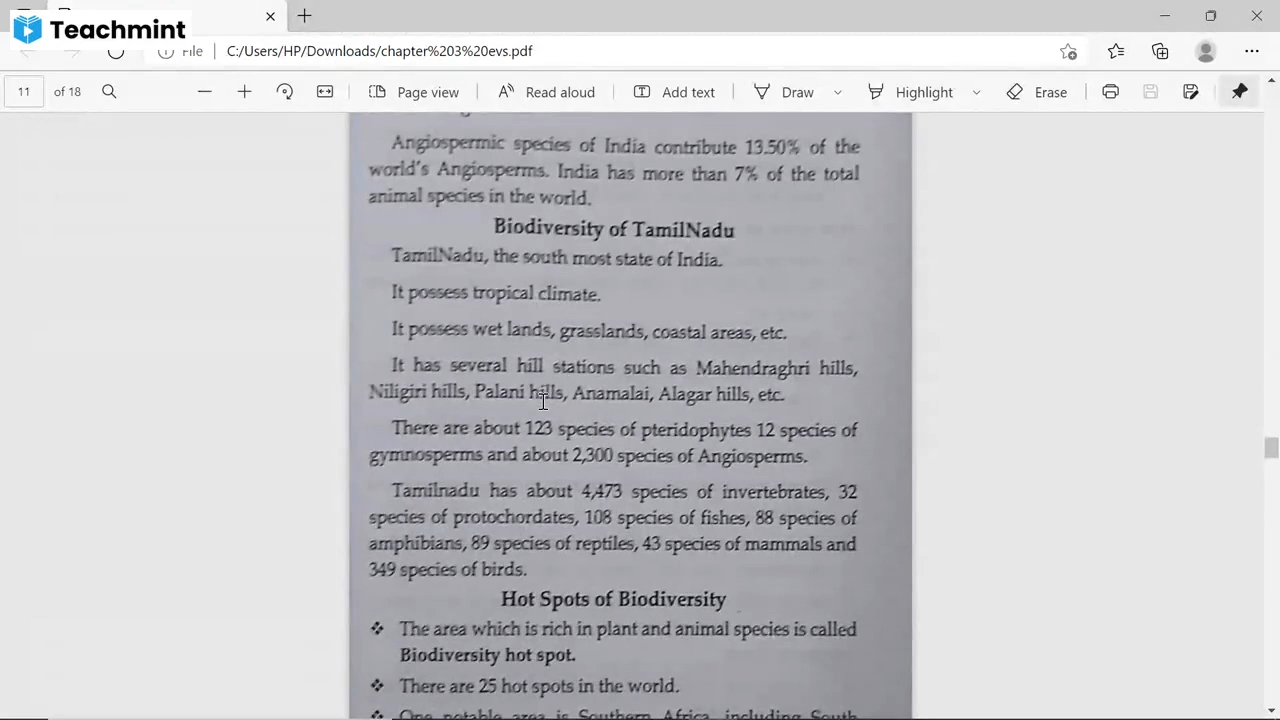 Teachmint
File
C:/Users/HP/Downloads/chapter%203%20evs.pdf
11 of 18
Page view
Read aloud
Add text
Draw
Highlight
Erase
Angiospermic species of India contribute 13.50% of the
world's Angiosperms. India has more than 7% of the total
animal species in the world.
Biodiversity of TamilNadu
TamilNadu, the south most state of India.
It possess tropical climate.
It possess wet lands, grasslands, coastal areas, etc.
It has several hill stations such as Mahendraghri hills,
Niligiri hills, Palani hills, Anamalai, Alagar hills, etc.
There are about 123 species of pteridophytes 12 species of
gymnosperms and about 2,300 species of Angiosperms.
Tamilnadu has about 4,473 species of invertebrates, 32
species of protochordates, 108 species of fishes, 88 species of
amphibians, 89 species of reptiles, 43 species of mammals and
349 species of birds.
Hot Spots of Biodiversity
❖ The area which is rich in plant and animal species is called
Biodiversity hot spot.
❖ There are 25 hot spots in the world.
❖ One notable area is Southern Africa, including South